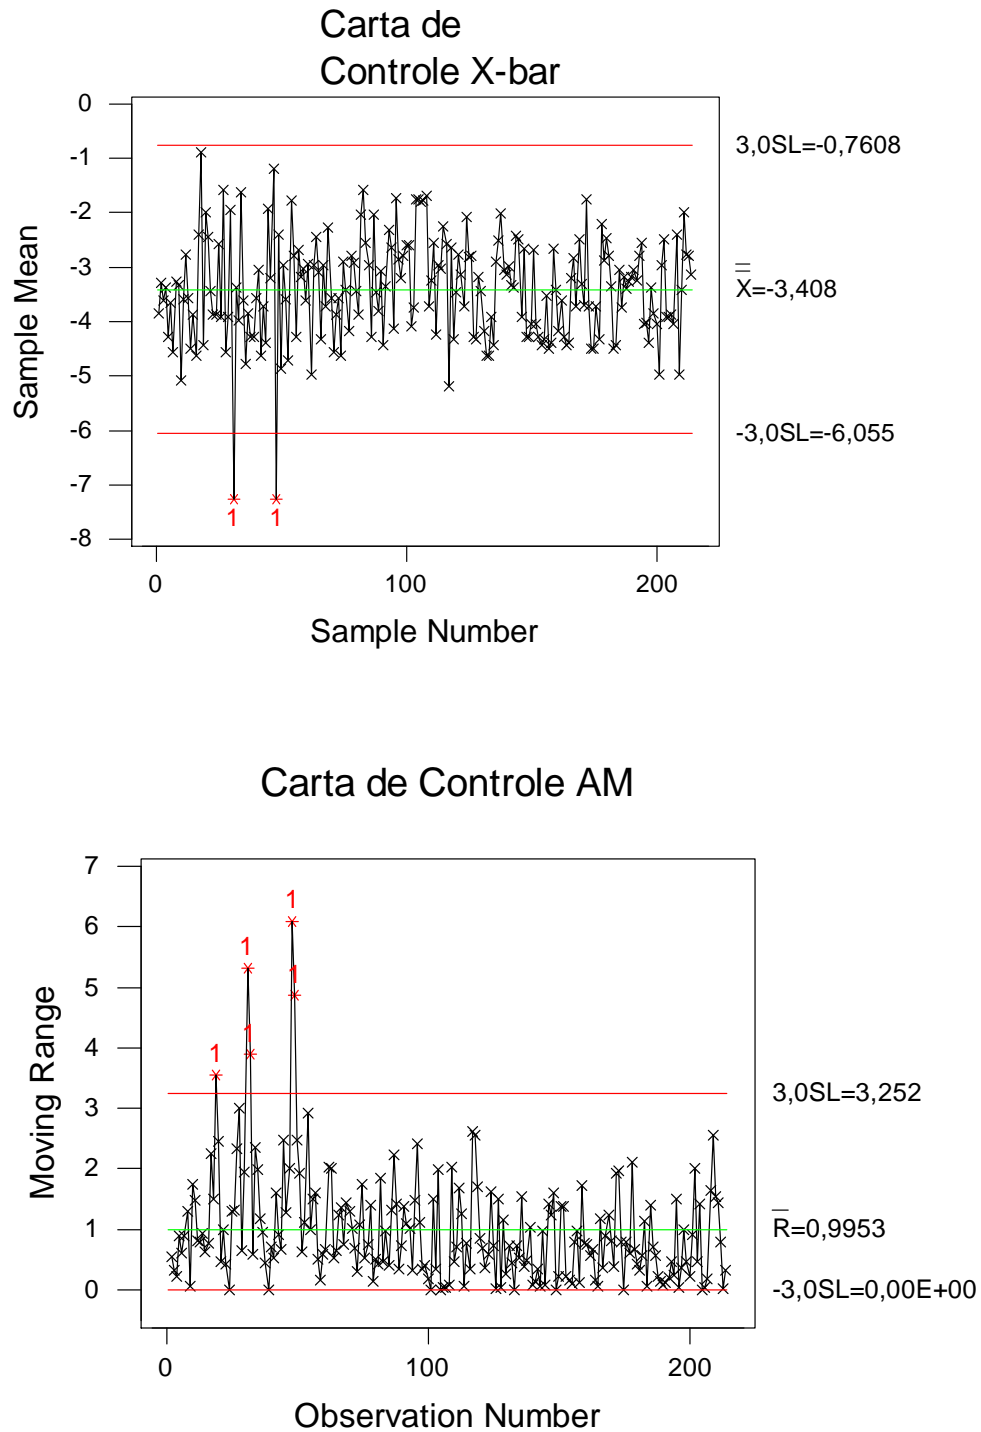 Carta de
Controle X-bar
0
-1
-2
-3
-4
-5
-6
-7
-8
Sample Mean
3,0SL=-0,7608
X=-3,408
-3,0SL=-6,055
1
1
0
100
200
Sample Number
Carta de Controle AM
7
6
5
4
3
2
1
0
Moving Range
1
1
1
1
1
3,0SL=3,252
R=0,9953
-3,0SL=0,00E+00
0
100
200
Observation Number